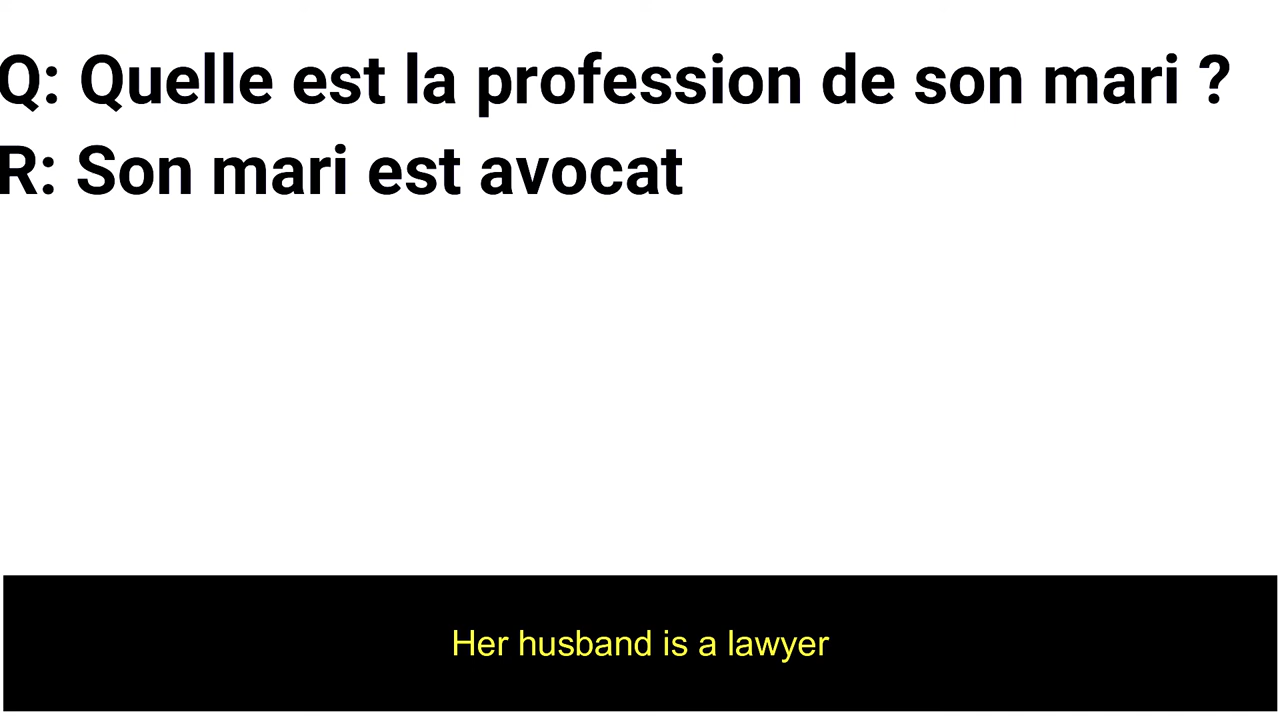 Q: Quelle est la profession de son mari ?
R: Son mari est avocat
Her husband is a lawyer